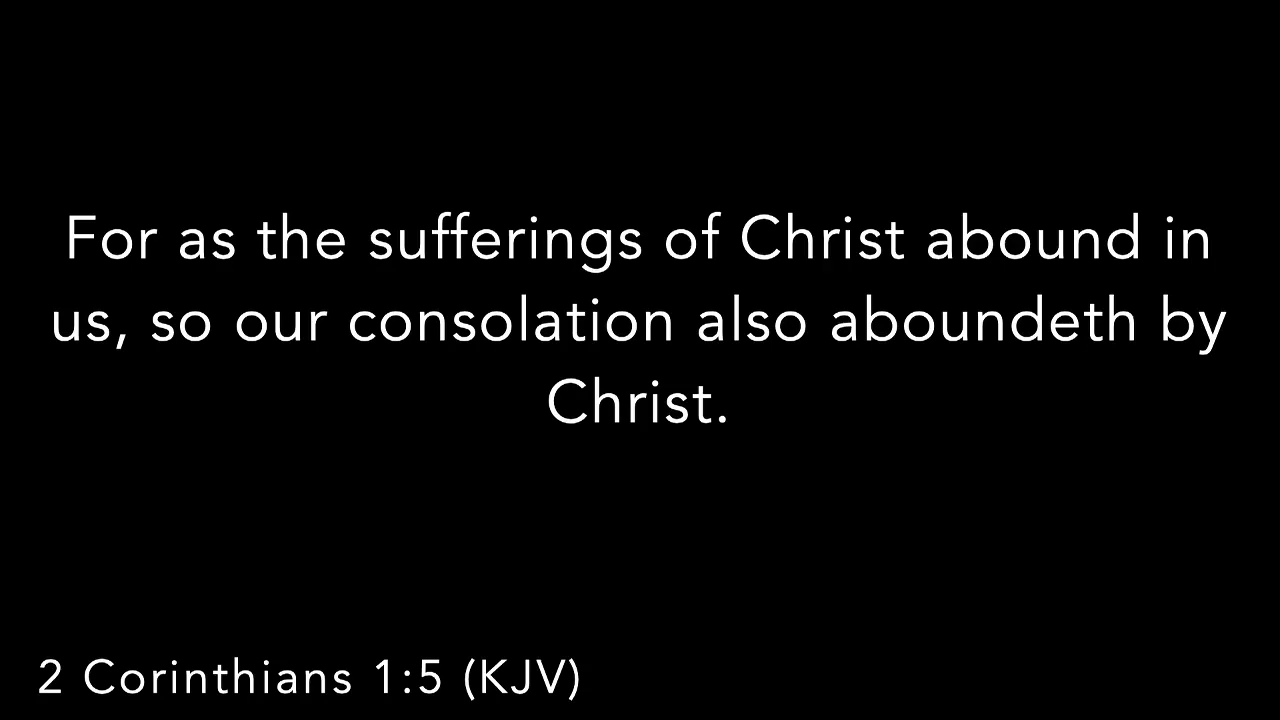 For as the sufferings of Christ abound in
us, so our consolation also aboundeth by
Christ.
2 Corinthians 1:5 (KJV)